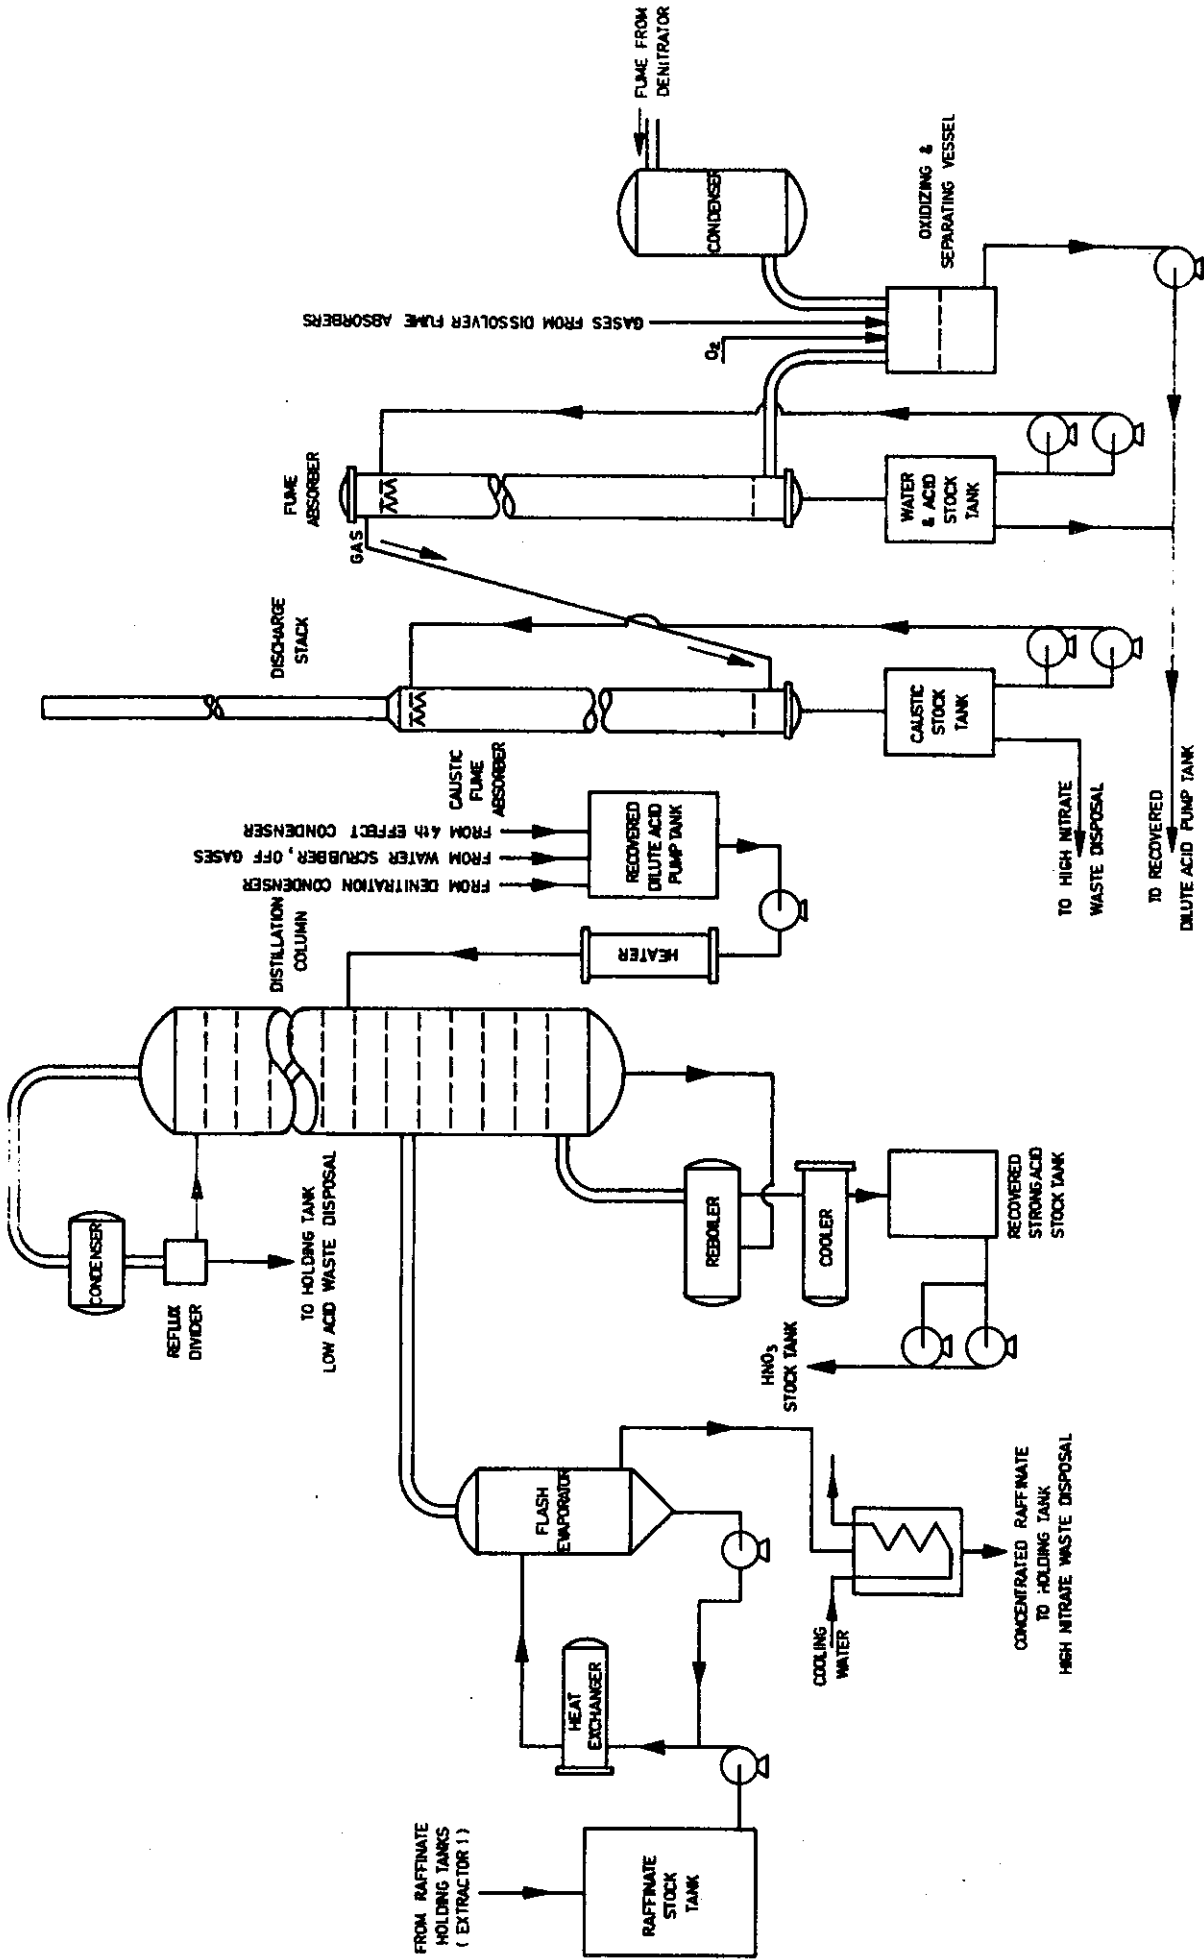 FROM RAFFINATE
HOLDING TANKS
( EXTRACTOR 1 )
RAFFINATE
STOCK
TANK
HEAT
EXCHANGER
FLASH
EVAPORATOR
COOLING
WATER
CONCENTRATED RAFFINATE
TO HOLDING TANK
HIGH NITRATE WASTE DISPOSAL
CONDENSER
REFLUX
DIVIDER
TO HOLDING TANK
LOW ACID WASTE DISPOSAL
REBOILER
COOLER
HNO3
STOCK TANK
RECOVERED
STRONG ACID
STOCK TANK
DISTILLATION
COLUMN
HEATER
FROM DENITRATION CONDENSER
FROM WATER SCRUBBER, OFF GASES
FROM 4th EFFECT CONDENSER
RECOVERED
DILUTE ACID
PUMP TANK
CAUSTIC
FUME
ABSORBER
DISCHARGE
STACK
CAUSTIC
STOCK
TANK
TO HIGH NITRATE
WASTE DISPOSAL
TO RECOVERED
DILUTE ACID PUMP TANK
GAS
FUME
ABSORBER
WATER
& ACID
STOCK
TANK
O2
GASES FROM DISSOLVER FUME ABSORBERS
CONDENSER
FUME FROM
DENITRATOR
OXIDIZING &
SEPARATING VESSEL